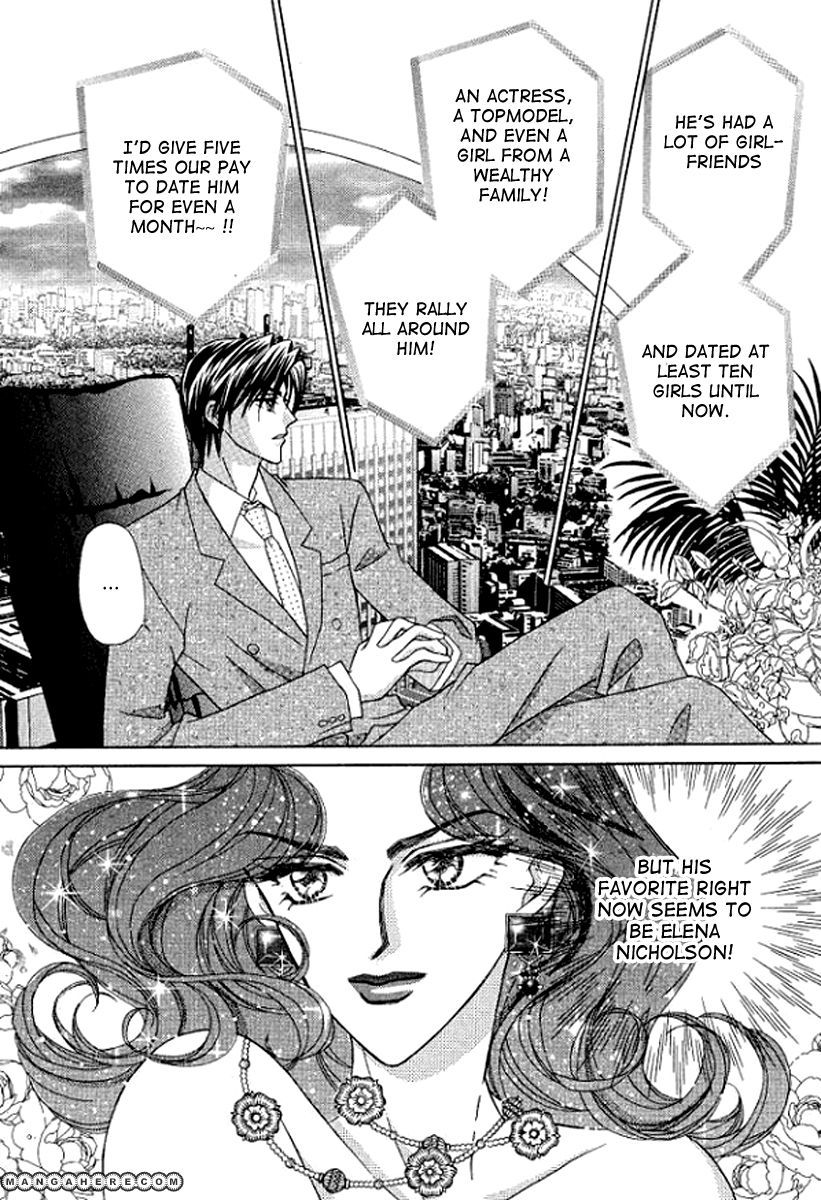 HE'S HAD A
LOT OF GIRL-
FRIENDS
AND DATED AT
LEAST TEN
GIRLS UNTIL
NOW.
AN ACTRESS,
A TOPMODEL,
AND EVEN A
GIRL FROM A
WEALTHY
FAMILY!
THEY RALLY
ALL AROUND
HIM!
I'D GIVE FIVE
TIMES OUR PAY
TO DATE HIM
FOR EVEN A
MONTH~~ !!
...
BUT HIS
FAVORITE RIGHT
NOW SEEMS TO
BE ELENA
NICHOLSON!
MANGAHERE.COM